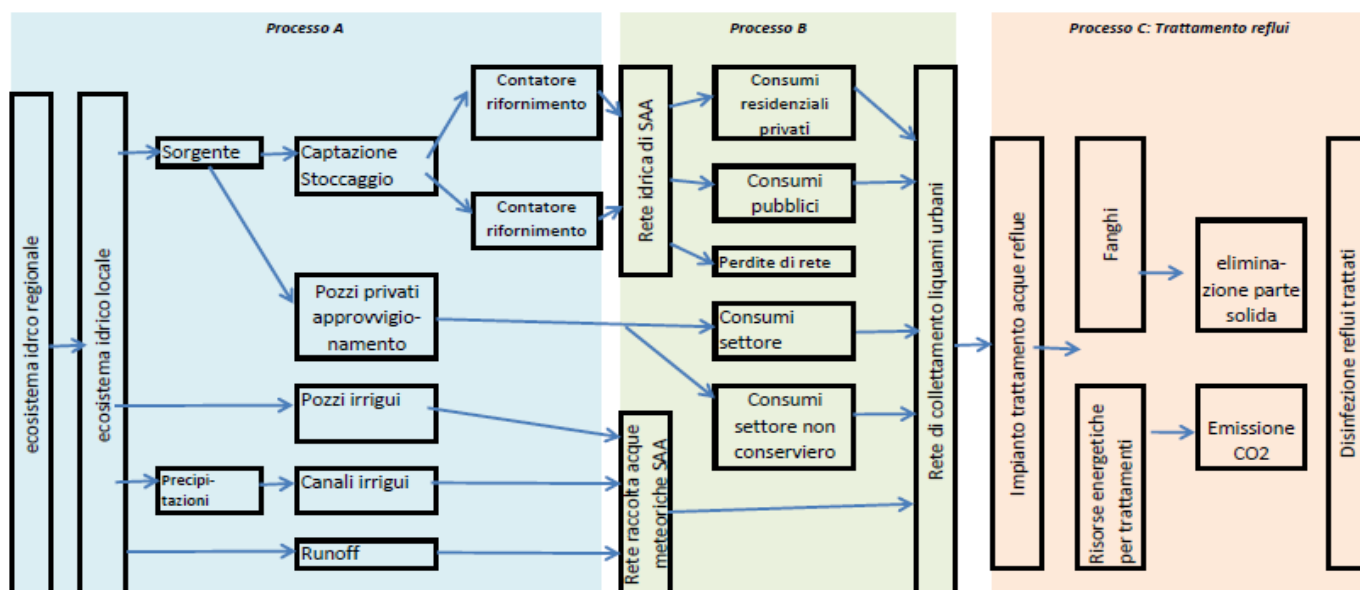 Processo A
Processo B
Processo C: Trattamento reflui
ecosistema idrco regionale
ecosistema idrico locale
Sorgente
Captazione
Stoccaggio
Contatore
rifornimento
Contatore
rifornimento
Pozzi privati
approvvigio-
namento
Pozzi irrigui
Precipi-
tazioni
Canali irrigui
Runoff
Rete idrica di SAA
Rete raccolta acque
meteoriche SAA
Consumi
residenziali
privati
Consumi
pubblici
Perdite di rete
Consumi
settore
Consumi
settore non
conserviero
Rete di collettamento liquami urbani
Impianto trattamento acque reflue
Fanghi
Risorse energetiche
per trattamenti
elimina-
zione parte
solida
Emissione
CO2
Disinfezione reflui trattati